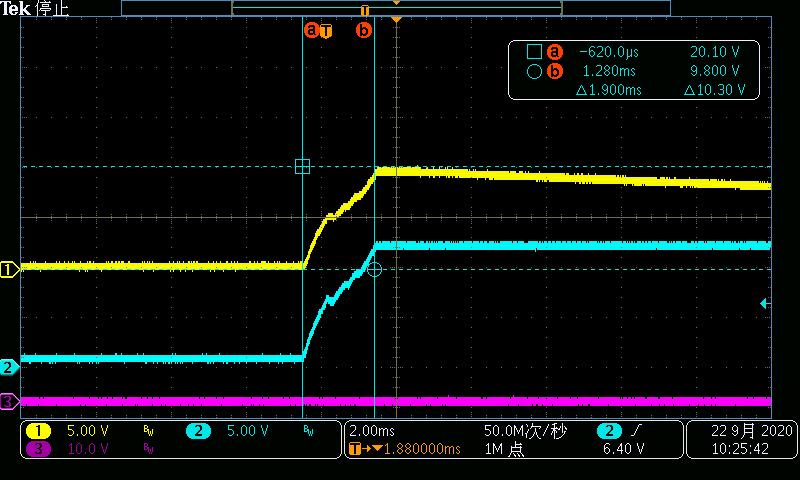 Tek 停止
T
a T b
a −620.0μs 20.10 V
b 1.280ms 9.800 V
Δ1.900ms Δ10.30 V
1
2
3
1 5.00 V BW 2 5.00 V BW
3 10.0 V BW
2.00ms 50.0M次/秒
T→▼1.880000ms 1M 点
2 6.40 V
22 9月 2020
10:25:42